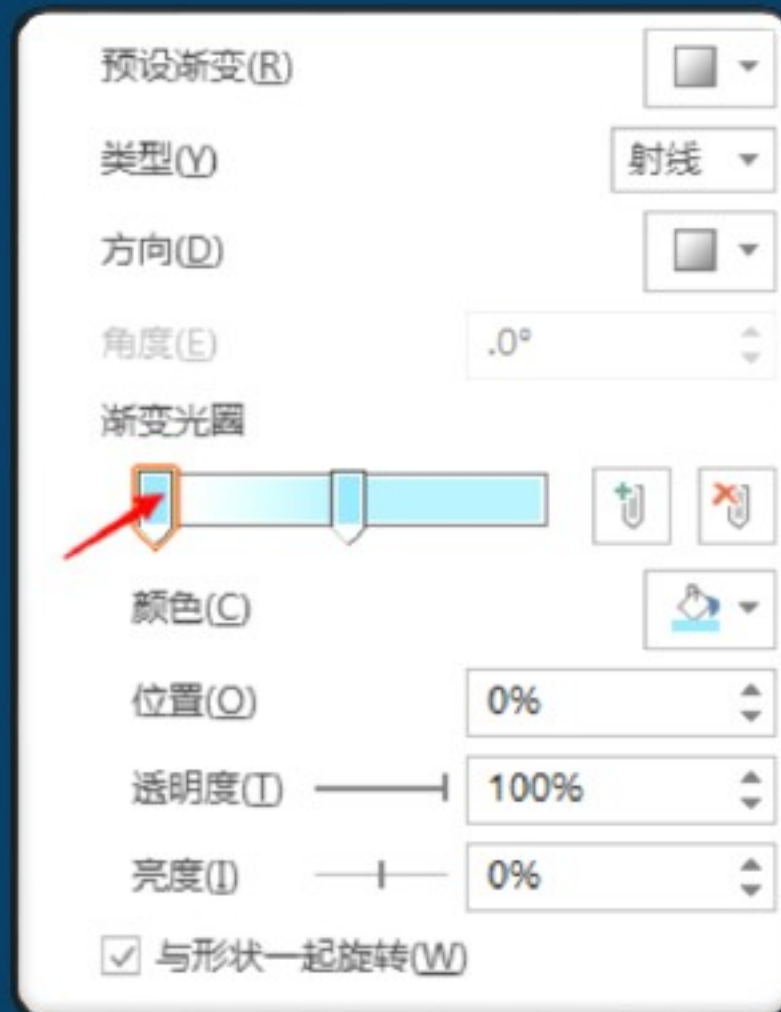 预设渐变(R)
类型(Y) 射线
方向(D)
角度(E) .0°
渐变光圈
颜色(C)
位置(O) 0%
透明度(T) 100%
亮度(I) 0%
与形状一起旋转(W)